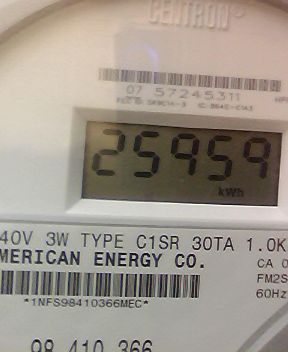 CENTRON®
07 57245311
25959
kWh
40V 3W TYPE C1SR 30TA 1.0K
MERICAN ENERGY CO.
CA 0
FM2S
*1NFS98410366MEC*
60Hz
98 410 366